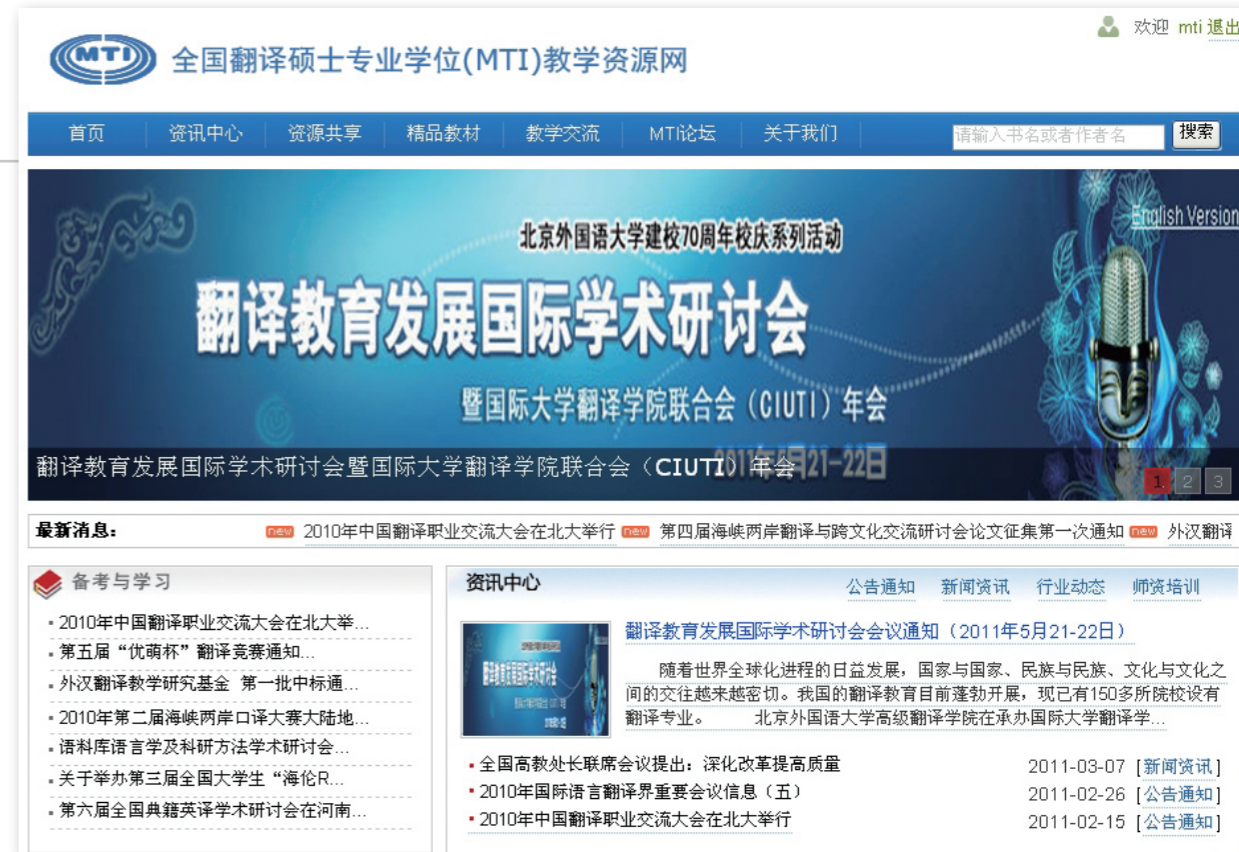 欢迎 mti 退出
MTI 全国翻译硕士专业学位(MTI)教学资源网
首页 资讯中心 资源共享 精品教材 教学交流 MTI论坛 关于我们 请输入书名或者作者名 搜索
English Version
北京外国语大学建校70周年校庆系列活动
翻译教育发展国际学术研讨会
暨国际大学翻译学院联合会（CIUTI）年会
2011年5月21-22日
翻译教育发展国际学术研讨会暨国际大学翻译学院联合会（CIUTI）年会
1 2 3
最新消息： new 2010年中国翻译职业交流大会在北大举行 new 第四届海峡两岸翻译与跨文化交流研讨会论文征集第一次通知 new 外汉翻译
备考与学习
2010年中国翻译职业交流大会在北大举...
第五届“优萌杯”翻译竞赛通知...
外汉翻译教学研究基金 第一批中标通...
2010年第二届海峡两岸口译大赛大陆地...
语料库语言学及科研方法学术研讨会...
关于举办第三届全国大学生“海伦R...
第六届全国典籍英译学术研讨会在河南...
资讯中心 公告通知 新闻资讯 行业动态 师资培训
翻译教育发展国际学术研讨会会议通知（2011年5月21-22日）
随着世界全球化进程的日益发展，国家与国家、民族与民族、文化与文化之
间的交往越来越密切。我国的翻译教育目前蓬勃开展，现已有150多所院校设有
翻译专业。 北京外国语大学高级翻译学院在承办国际大学翻译学...
全国高教处长联席会议提出：深化改革提高质量 2011-03-07 [新闻资讯]
2010年国际语言翻译界重要会议信息（五） 2011-02-26 [公告通知]
2010年中国翻译职业交流大会在北大举行 2011-02-15 [公告通知]